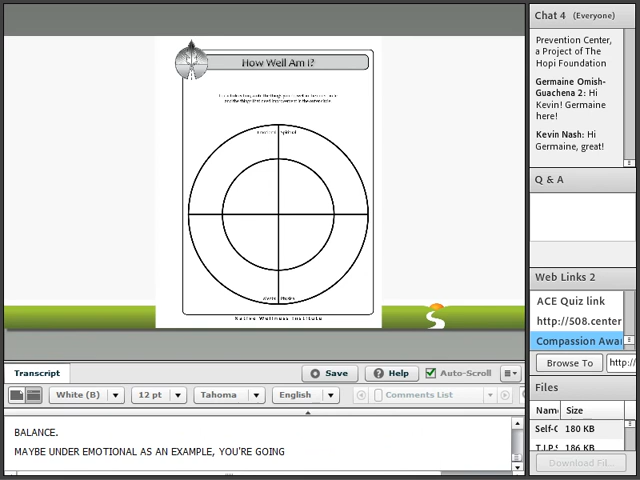 How Well Am I?
Emotional
Spiritual
Native Wellness Institute
Chat 4 (Everyone)
Prevention Center,
a Project of The
Hopi Foundation
Germaine Omish-
Guachena 2: Hi
Kevin! Germaine
here!
Kevin Nash: Hi
Germaine, great!
Q & A
Web Links 2
ACE Quiz link
http://508.center
Compassion Awar
Browse To
http:/
Files
Name
Size
Self-C
180 KB
T.I.P.S
186 KB
Download Fil...
Transcript
Save
Help
Auto-Scroll
White (B)
12 pt
Tahoma
English
Comments List
BALANCE.
MAYBE UNDER EMOTIONAL AS AN EXAMPLE, YOU'RE GOING